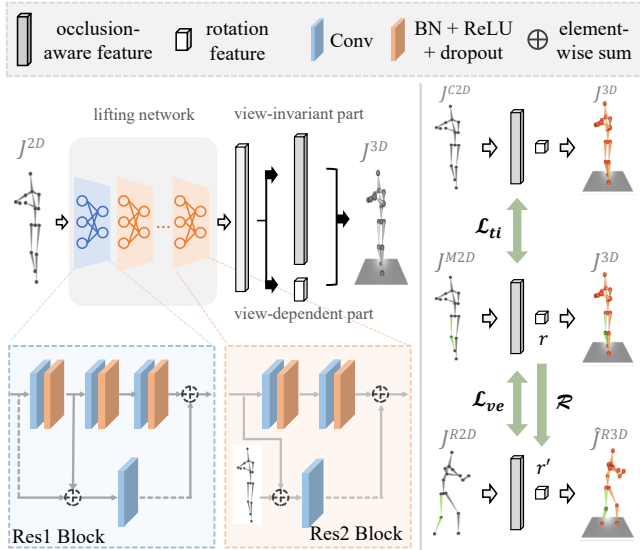 occlusion-
aware feature
rotation
feature
Conv
BN + ReLU
+ dropout
element-
wise sum
lifting network
view-invariant part
J^{2D}
J^{3D}
view-dependent part
Res1 Block
Res2 Block
J^{C2D}
J^{3D}
ℒ_{ti}
J^{M2D}
J^{3D}
r
ℒ_{ve}
ℛ
J^{R2D}
r′
Ĵ^{R3D}